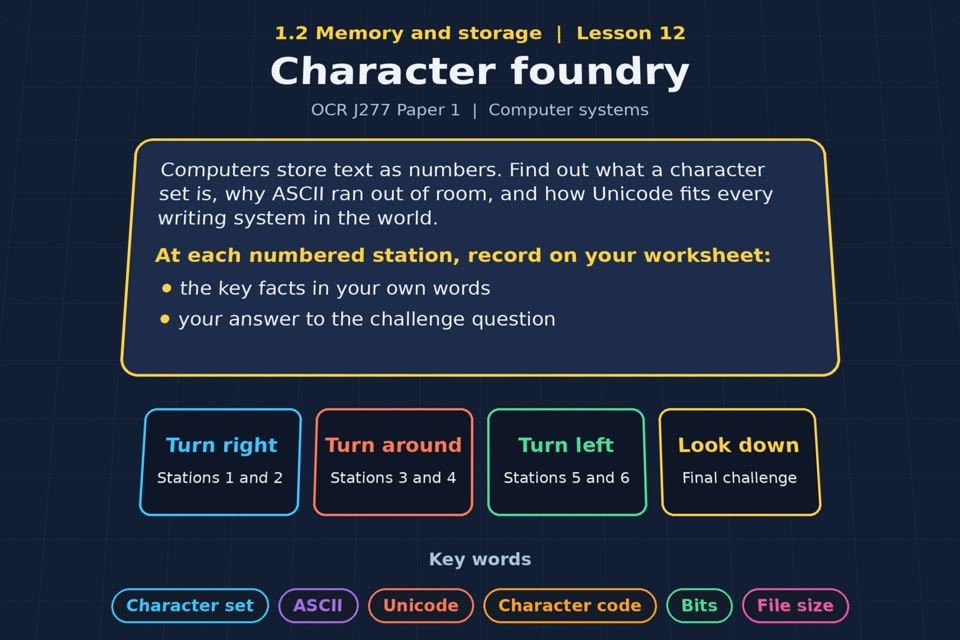 1.2 Memory and storage | Lesson 12
Character foundry
OCR J277 Paper 1 | Computer systems
Computers store text as numbers. Find out what a character
set is, why ASCII ran out of room, and how Unicode fits every
writing system in the world.
At each numbered station, record on your worksheet:
• the key facts in your own words
• your answer to the challenge question
Turn right
Stations 1 and 2
Turn around
Stations 3 and 4
Turn left
Stations 5 and 6
Look down
Final challenge
Key words
Character set
ASCII
Unicode
Character code
Bits
File size